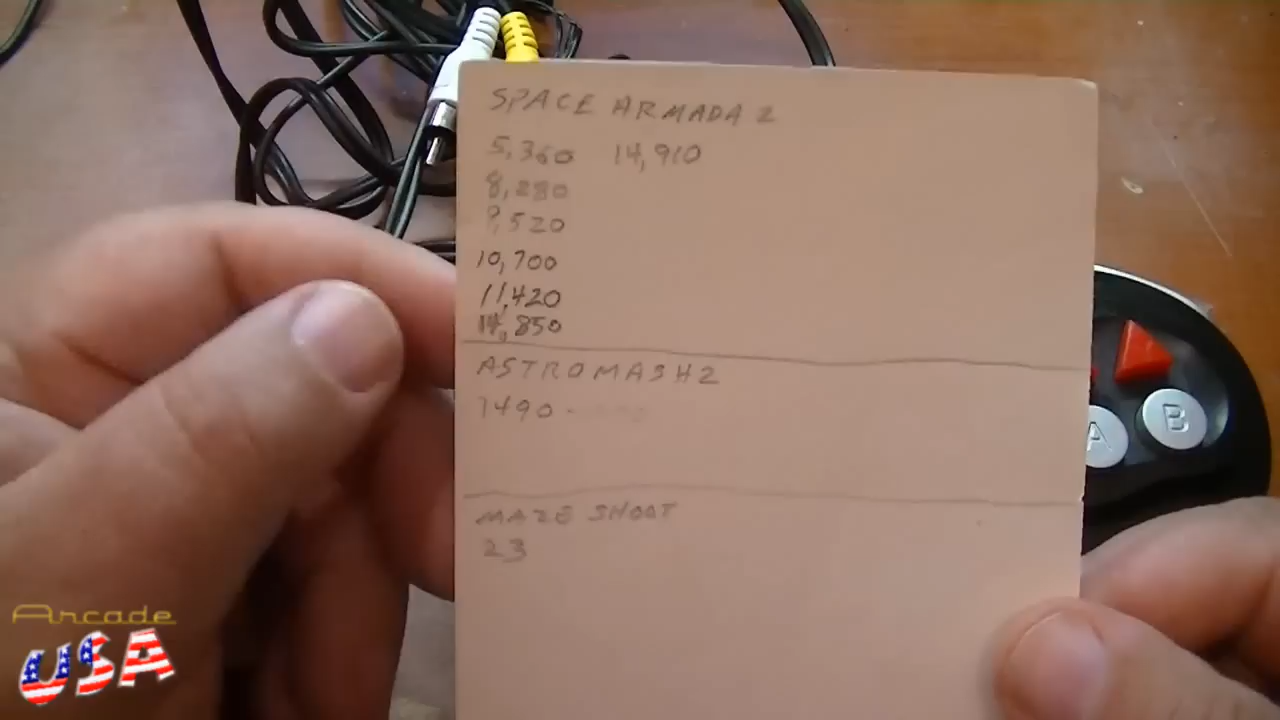 SPACE ARMADA 2
5,360 14,910
8,280
9,520
10,700
11,420
14,850
ASTROMASH 2
1490-
MAZE SHOOT
23
A B
Arcade
USA